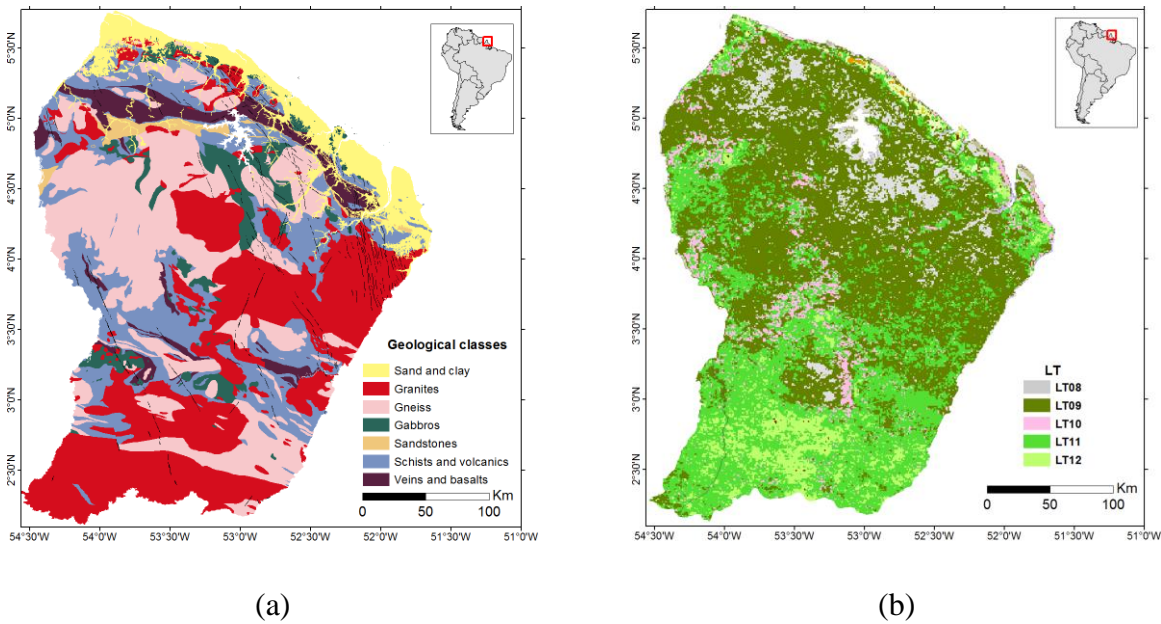 5°30'N
5°0'N
4°30'N
4°0'N
3°30'N
3°0'N
2°30'N
Geological classes
Sand and clay
Granites
Gneiss
Gabbros
Sandstones
Schists and volcanics
Veins and basalts
Km
0 50 100
54°30'W 54°0'W 53°30'W 53°0'W 52°30'W 52°0'W 51°0'W
(a)
5°30'N
5°0'N
4°30'N
4°0'N
3°30'N
3°0'N
2°30'N
LT
LT08
LT09
LT10
LT11
LT12
Km
0 50 100
54°30'W 54°0'W 53°30'W 53°0'W 52°30'W 52°0'W 51°30'W 51°0'W
(b)